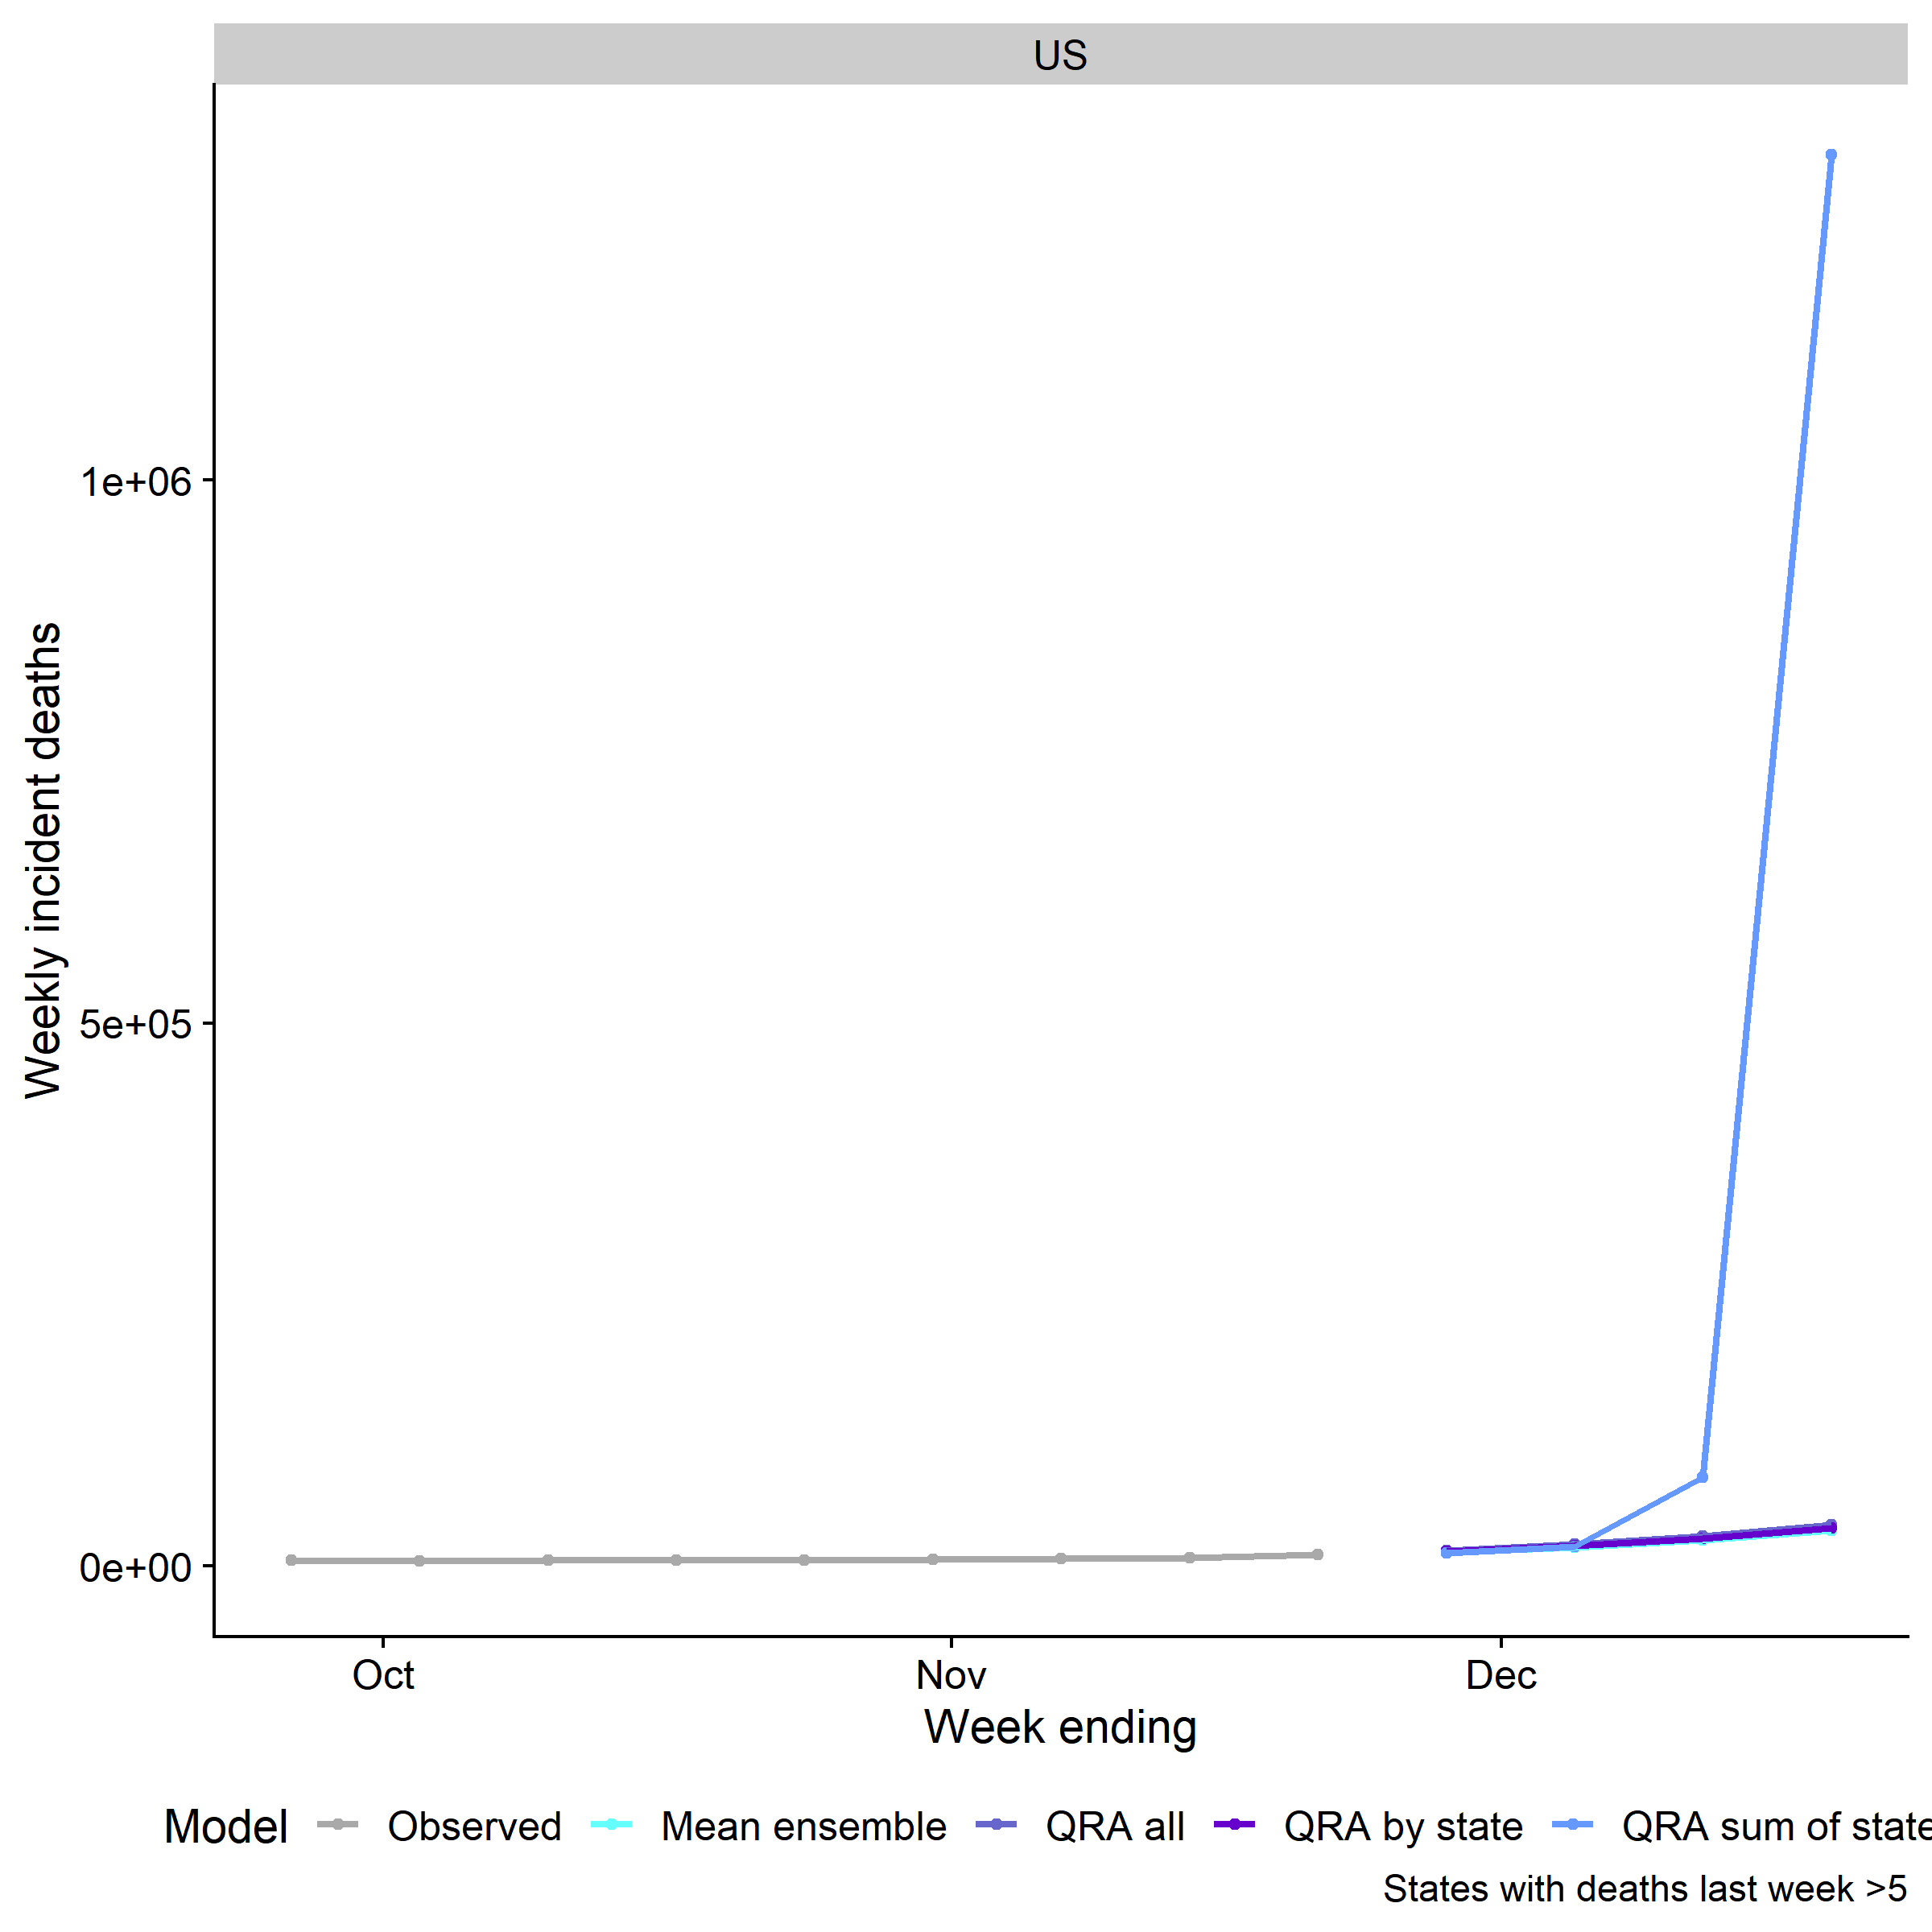 US
1e+06
5e+05
0e+00
Weekly incident deaths
Oct Nov Dec
Week ending
Model Observed Mean ensemble QRA all QRA by state QRA sum of state
States with deaths last week >5